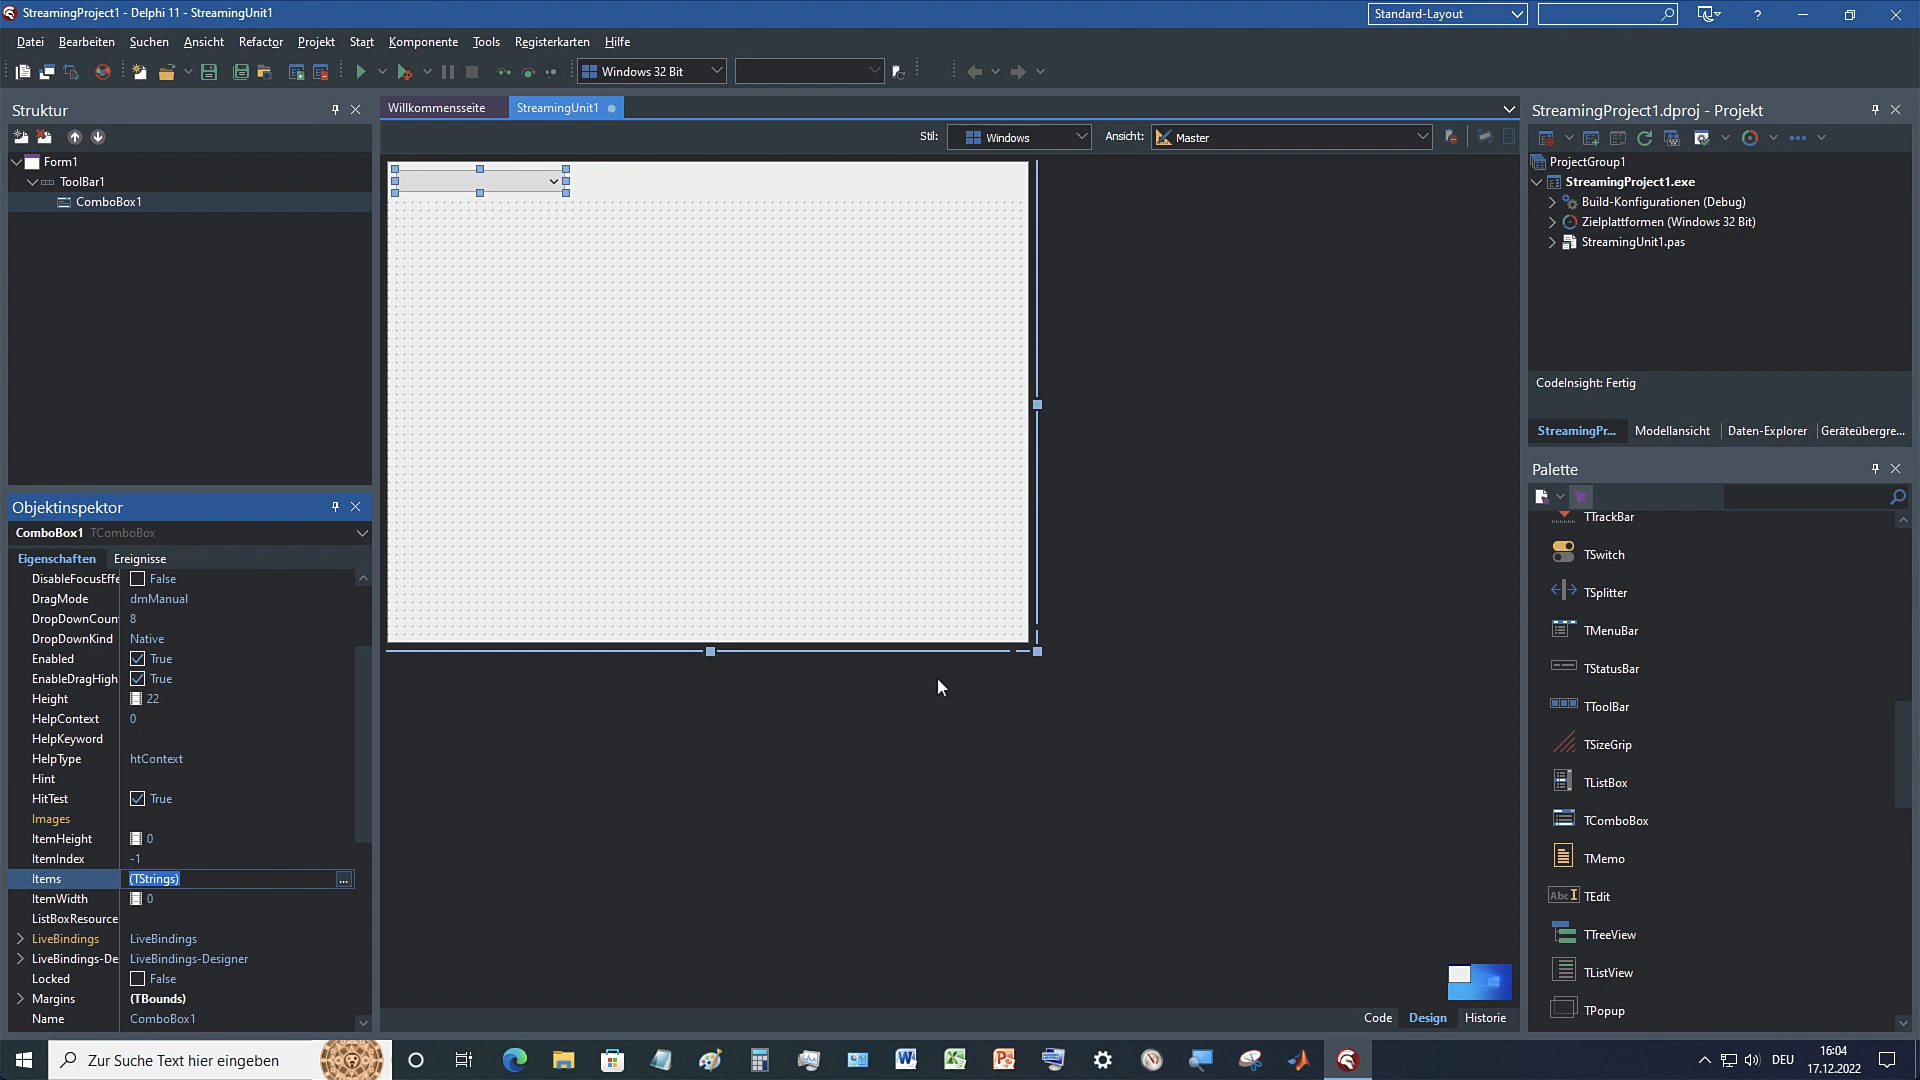 StreamingProject1 - Delphi 11 - StreamingUnit1
Standard-Layout
?
Datei Bearbeiten Suchen Ansicht Refactor Projekt Start Komponente Tools Registerkarten Hilfe
Windows 32 Bit
Struktur
Form1
ToolBar1
ComboBox1
Willkommensseite
StreamingUnit1
Stil:
Windows
Ansicht:
Master
StreamingProject1.dproj - Projekt
ProjectGroup1
StreamingProject1.exe
Build-Konfigurationen (Debug)
Zielplattformen (Windows 32 Bit)
StreamingUnit1.pas
CodeInsight: Fertig
StreamingPr... Modellansicht Daten-Explorer Geräteübergre...
Objektinspektor
ComboBox1 TComboBox
Eigenschaften Ereignisse
DisableFocusEffe False
DragMode dmManual
DropDownCoun 8
DropDownKind Native
Enabled True
EnableDragHigh True
Height 22
HelpContext 0
HelpKeyword
HelpType htContext
Hint
HitTest True
Images
ItemHeight 0
ItemIndex -1
Items (TStrings) ...
ItemWidth 0
ListBoxResource
LiveBindings LiveBindings
LiveBindings-De LiveBindings-Designer
Locked False
Margins (TBounds)
Name ComboBox1
Palette
TTrackBar
TSwitch
TSplitter
TMenuBar
TStatusBar
TToolBar
TSizeGrip
TListBox
TComboBox
TMemo
Abc TEdit
TTreeView
TListView
TPopup
Code Design Historie
Zur Suche Text hier eingeben
DEU
16:04
17.12.2022